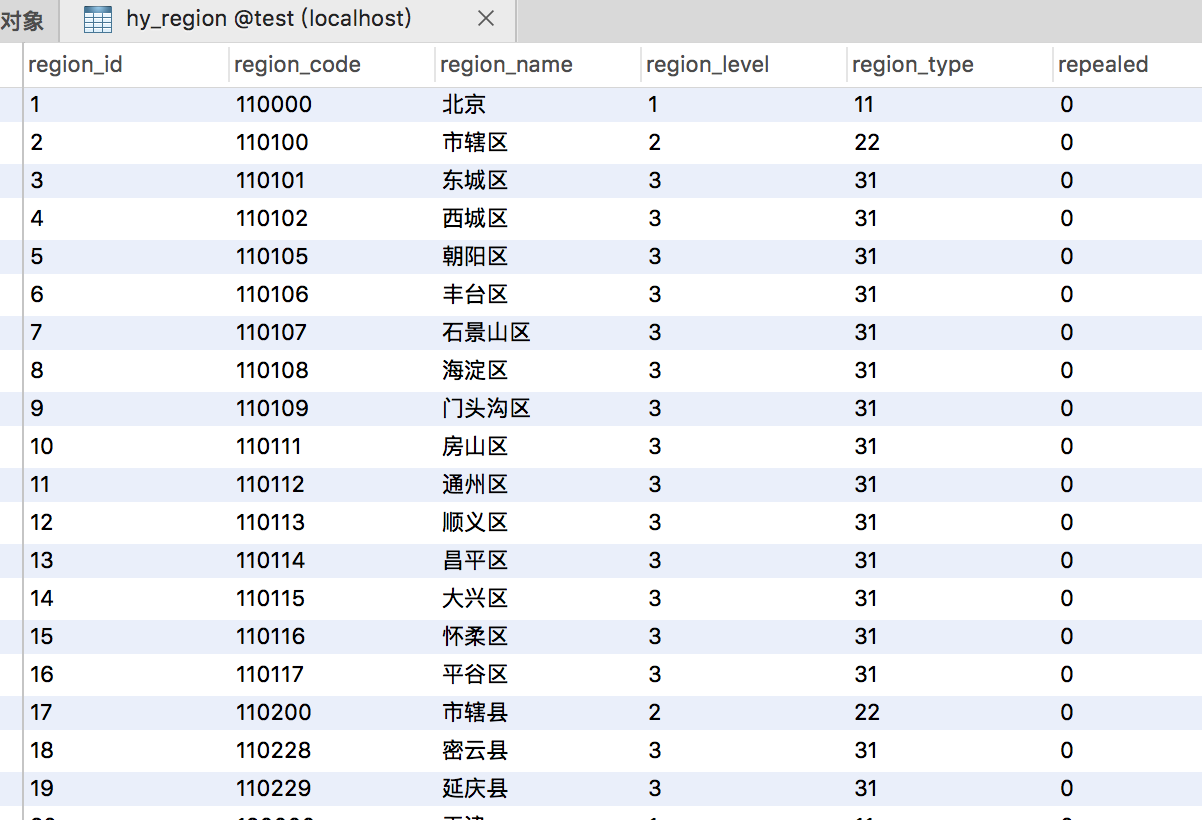 对象 hy_region @test (localhost)
region_id region_code region_name region_level region_type repealed
1 110000 北京 1 11 0
2 110100 市辖区 2 22 0
3 110101 东城区 3 31 0
4 110102 西城区 3 31 0
5 110105 朝阳区 3 31 0
6 110106 丰台区 3 31 0
7 110107 石景山区 3 31 0
8 110108 海淀区 3 31 0
9 110109 门头沟区 3 31 0
10 110111 房山区 3 31 0
11 110112 通州区 3 31 0
12 110113 顺义区 3 31 0
13 110114 昌平区 3 31 0
14 110115 大兴区 3 31 0
15 110116 怀柔区 3 31 0
16 110117 平谷区 3 31 0
17 110200 市辖县 2 22 0
18 110228 密云县 3 31 0
19 110229 延庆县 3 31 0